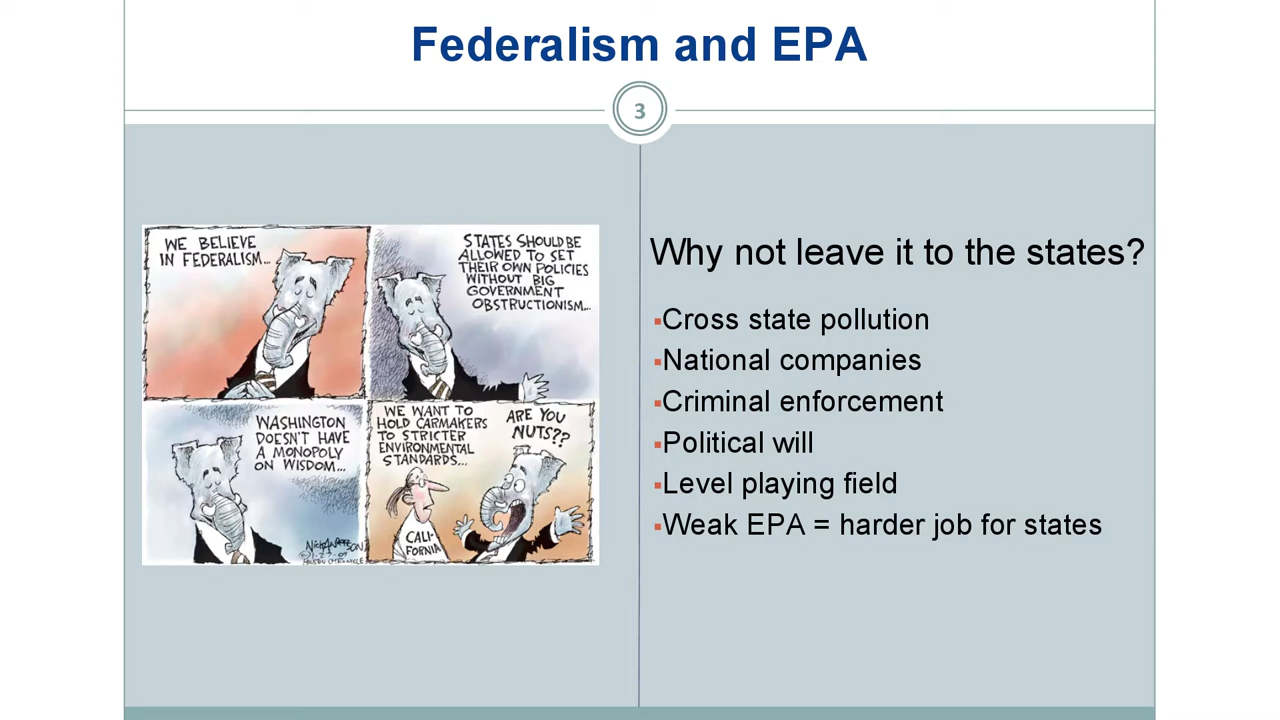 Federalism and EPA
3
WE BELIEVE
IN FEDERALISM...
STATES SHOULD BE
ALLOWED TO SET
THEIR OWN POLICIES
WITHOUT BIG
GOVERNMENT
OBSTRUCTIONISM...
WASHINGTON
DOESN'T HAVE
A MONOPOLY
ON WISDOM...
WE WANT TO
HOLD CARMAKERS
TO STRICTER
ENVIRONMENTAL
STANDARDS...
ARE YOU
NUTS??
CALI-
FORNIA
Why not leave it to the states?
▪Cross state pollution
▪National companies
▪Criminal enforcement
▪Political will
▪Level playing field
▪Weak EPA = harder job for states